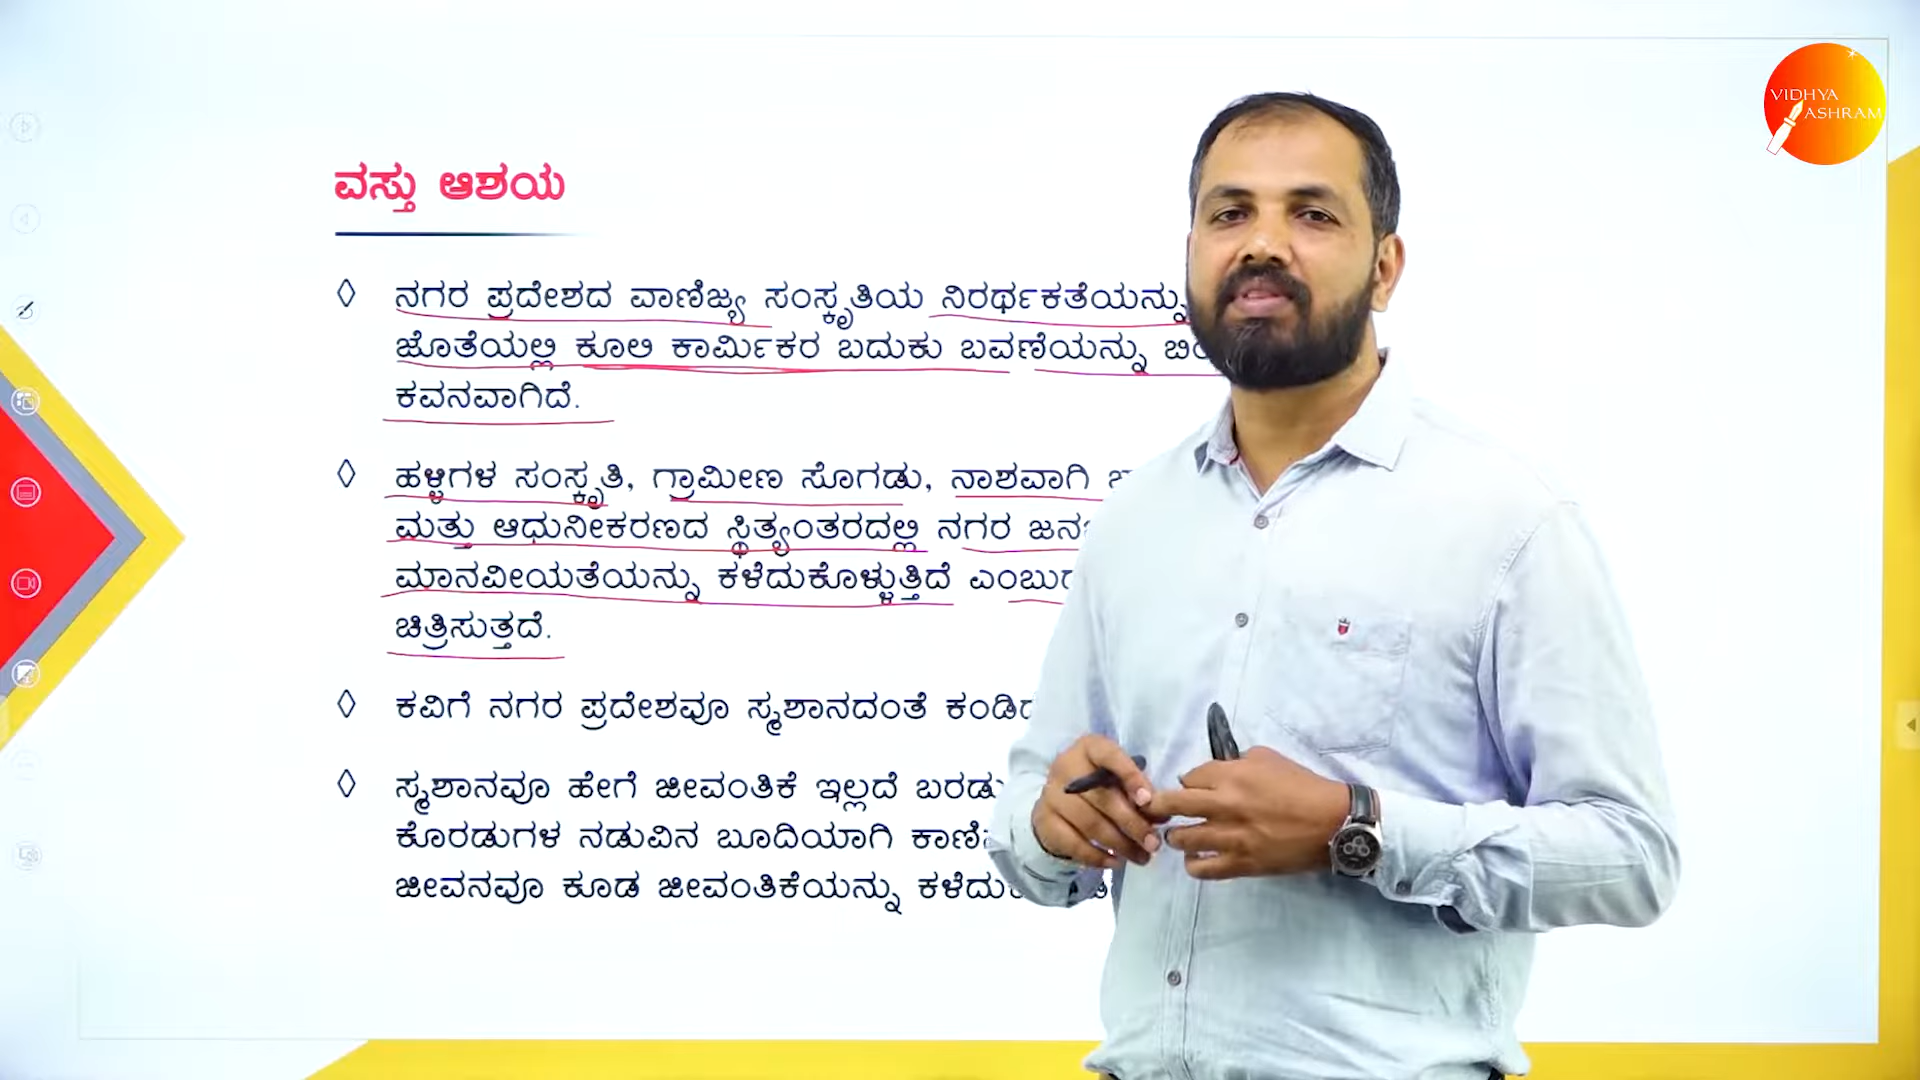 VIDHYA
ASHRAM
ವಸ್ತು ಆಶಯ
ನಗರ ಪ್ರದೇಶದ ವಾಣಿಜ್ಯ ಸಂಸ್ಕೃತಿಯ ನಿರರ್ಥಕತೆಯನ್ನು
ಜೊತೆಯಲ್ಲಿ ಕೂಲಿ ಕಾರ್ಮಿಕರ ಬದುಕು ಬವಣೆಯನ್ನು
ಕವನವಾಗಿದೆ.
ಹಳ್ಳಿಗಳ ಸಂಸ್ಕೃತಿ, ಗ್ರಾಮೀಣ ಸೊಗಡು, ನಾಶವಾಗಿ
ಮತ್ತು ಆಧುನೀಕರಣದ ಸ್ಥಿತ್ಯಂತರದಲ್ಲಿ ನಗರ
ಮಾನವೀಯತೆಯನ್ನು ಕಳೆದುಕೊಳ್ಳುತ್ತಿದೆ
ಚಿತ್ರಿಸುತ್ತದೆ.
ಕವಿಗೆ ನಗರ ಪ್ರದೇಶವೂ ಸ್ಮಶಾನದಂತೆ
ಸ್ಮಶಾನವೂ ಹೇಗೆ ಜೀವಂತಿಕೆ ಇಲ್ಲದೆ
ಕೊರಡುಗಳ ನಡುವಿನ ಬೂದಿಯಾಗಿ
ಜೀವನವೂ ಕೂಡ ಜೀವಂತಿಕೆಯನ್ನು